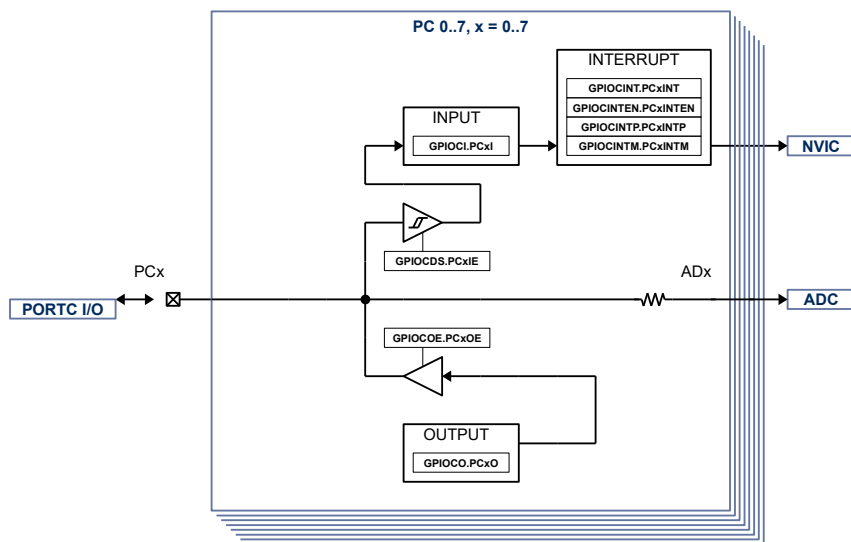 PC 0..7, x = 0..7
INTERRUPT
GPIOCINT.PCxINT
GPIOCINTEN.PCxINTEN
GPIOCINTP.PCxINTP
GPIOCINTM.PCxINTM
INPUT
GPIOCI.PCxI
NVIC
GPIOCDS.PCxIE
PCx
ADx
PORTC I/O
ADC
GPIOCOE.PCxOE
OUTPUT
GPIOCO.PCxO